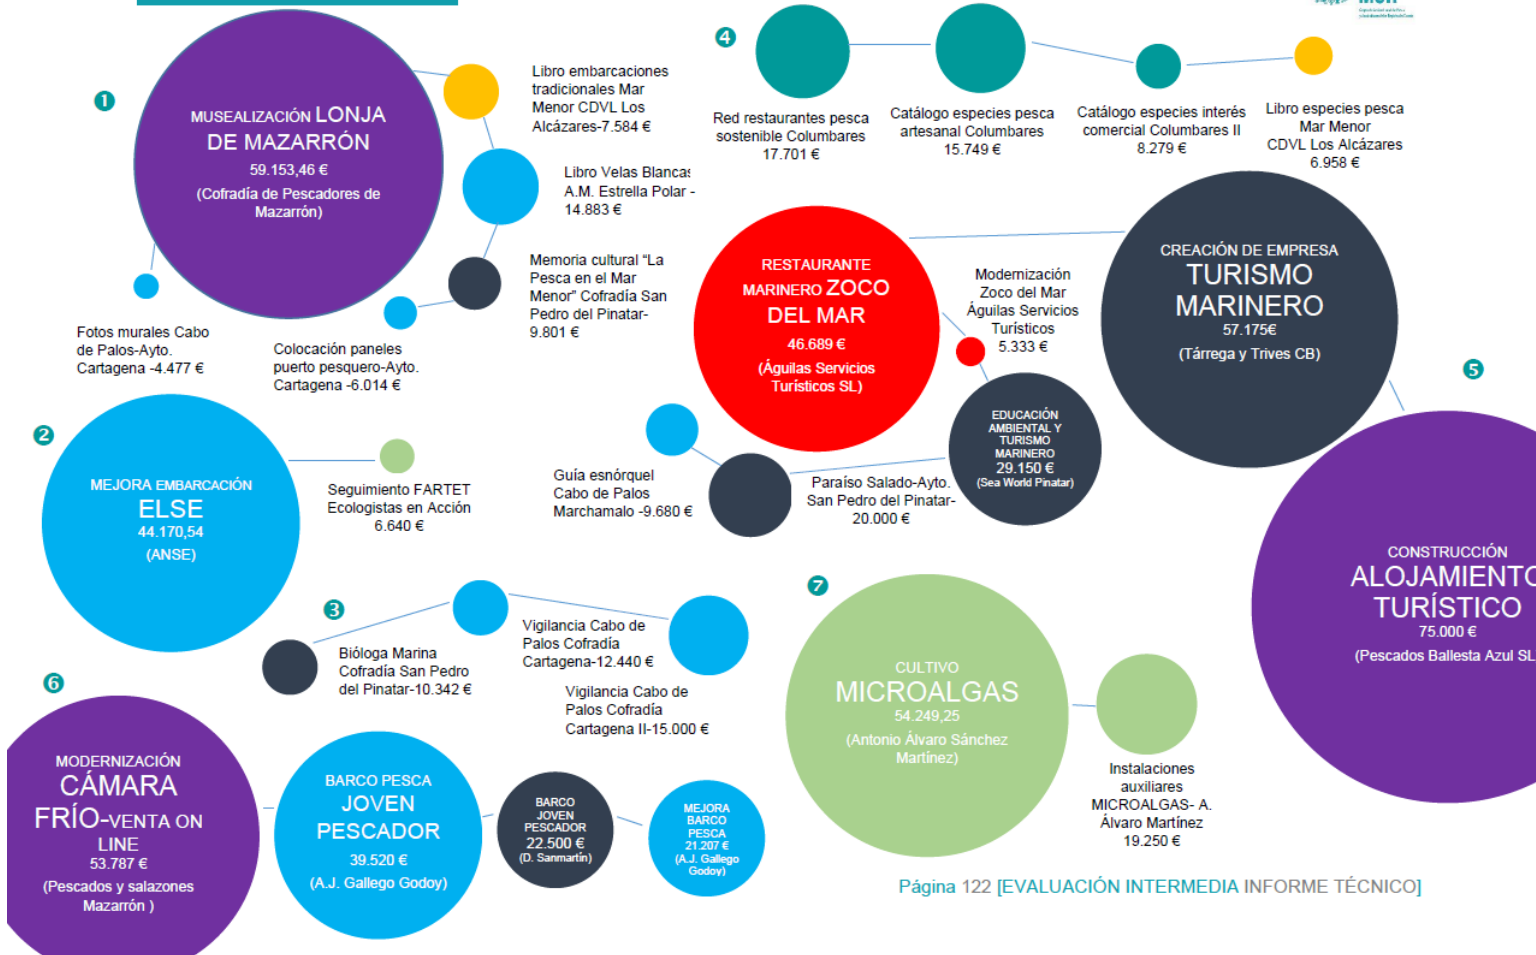 1
MUSEALIZACIÓN LONJA
DE MAZARRÓN
59.153,46 €
(Cofradía de Pescadores de
Mazarrón)
Libro embarcaciones
tradicionales Mar
Menor CDVL Los
Alcázares-7.584 €
Libro Velas Blancas
A.M. Estrella Polar -
14.883 €
Memoria cultural “La
Pesca en el Mar
Menor” Cofradía San
Pedro del Pinatar-
9.801 €
Fotos murales Cabo
de Palos-Ayto.
Cartagena -4.477 €
Colocación paneles
puerto pesquero-Ayto.
Cartagena -6.014 €
4
Red restaurantes pesca
sostenible Columbares
17.701 €
Catálogo especies pesca
artesanal Columbares
15.749 €
Catálogo especies interés
comercial Columbares II
8.279 €
Libro especies pesca
Mar Menor
CDVL Los Alcázares
6.958 €
RESTAURANTE
MARINERO ZOCO
DEL MAR
46.689 €
(Águilas Servicios
Turísticos SL)
Modernización
Zoco del Mar
Águilas Servicios
Turísticos
5.333 €
CREACIÓN DE EMPRESA
TURISMO
MARINERO
57.175€
(Tárrega y Trives CB)
5
2
MEJORA EMBARCACIÓN
ELSE
44.170,54
(ANSE)
Seguimiento FARTET
Ecologistas en Acción
6.640 €
Guía esnórquel
Cabo de Palos
Marchamalo -9.680 €
Paraíso Salado-Ayto.
San Pedro del Pinatar-
20.000 €
EDUCACIÓN
AMBIENTAL Y
TURISMO
MARINERO
29.150 €
(Sea World Pinatar)
CONSTRUCCIÓN
ALOJAMIENTO
TURÍSTICO
75.000 €
(Pescados Ballesta Azul SL
3
Bióloga Marina
Cofradía San Pedro
del Pinatar-10.342 €
Vigilancia Cabo de
Palos Cofradía
Cartagena-12.440 €
Vigilancia Cabo de
Palos Cofradía
Cartagena II-15.000 €
6
MODERNIZACIÓN
CÁMARA
FRÍO-VENTA ON
LINE
53.787 €
(Pescados y salazones
Mazarrón )
BARCO PESCA
JOVEN
PESCADOR
39.520 €
(A.J. Gallego Godoy)
BARCO
JOVEN
PESCADOR
22.500 €
(D. Sanmartín)
MEJORA
BARCO
PESCA
21.207 €
(A.J. Gallego
Godoy)
7
CULTIVO
MICROALGAS
54.249,25
(Antonio Álvaro Sánchez
Martínez)
Instalaciones
auxiliares
MICROALGAS- A.
Álvaro Martínez
19.250 €
Página 122 [EVALUACIÓN INTERMEDIA INFORME TÉCNICO]